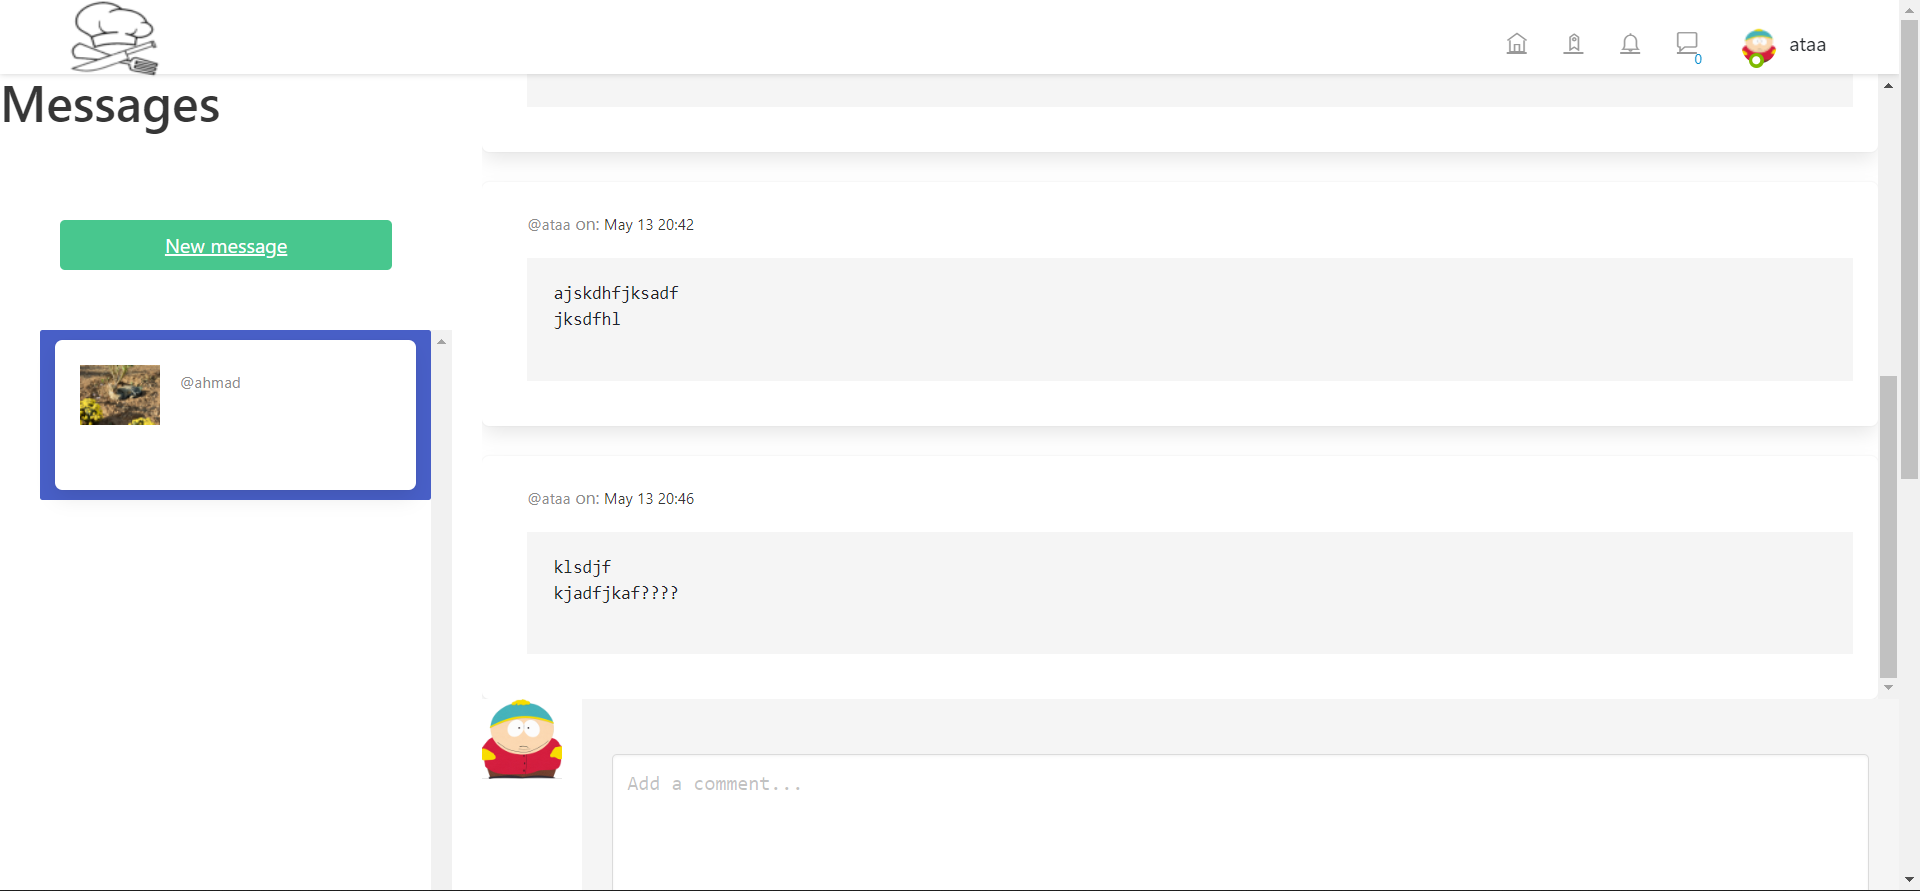 0
ataa
Messages
New message
@ahmad
@ataa on: May 13 20:42
ajskdhfjksadf
jksdfhl
@ataa on: May 13 20:46
klsdjf
kjadfjkaf????
Add a comment...